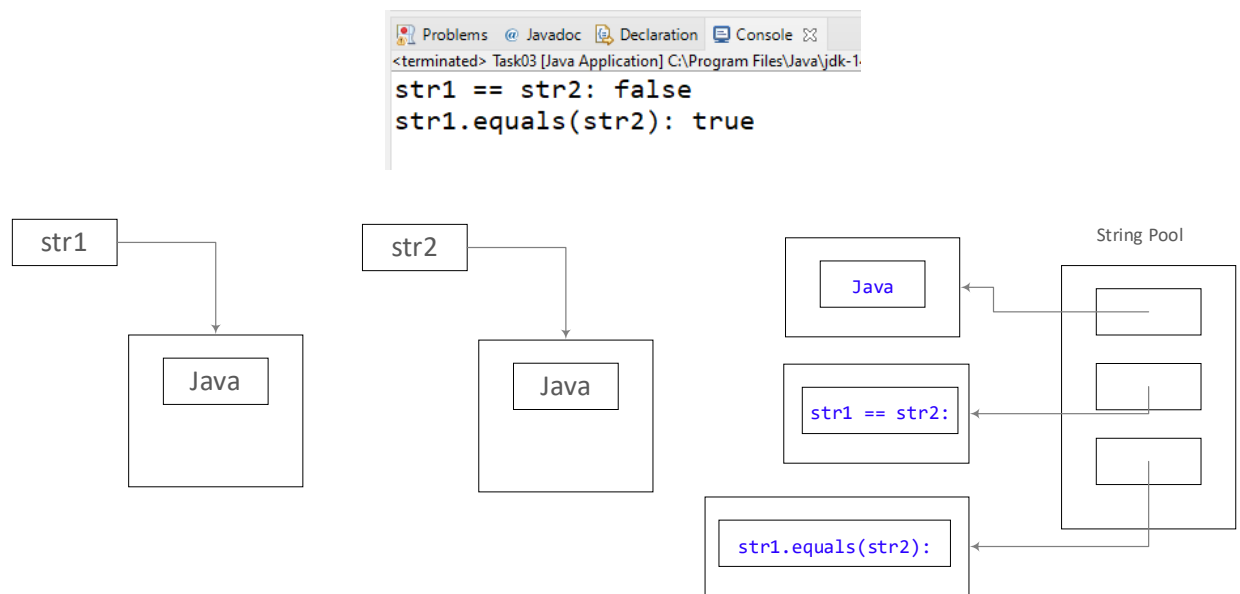 Problems @ Javadoc Declaration Console
<terminated> Task03 [Java Application] C:\Program Files\Java\jdk-14
str1 == str2: false
str1.equals(str2): true
str1
str2
Java
Java
String Pool
Java
str1 == str2:
str1.equals(str2):